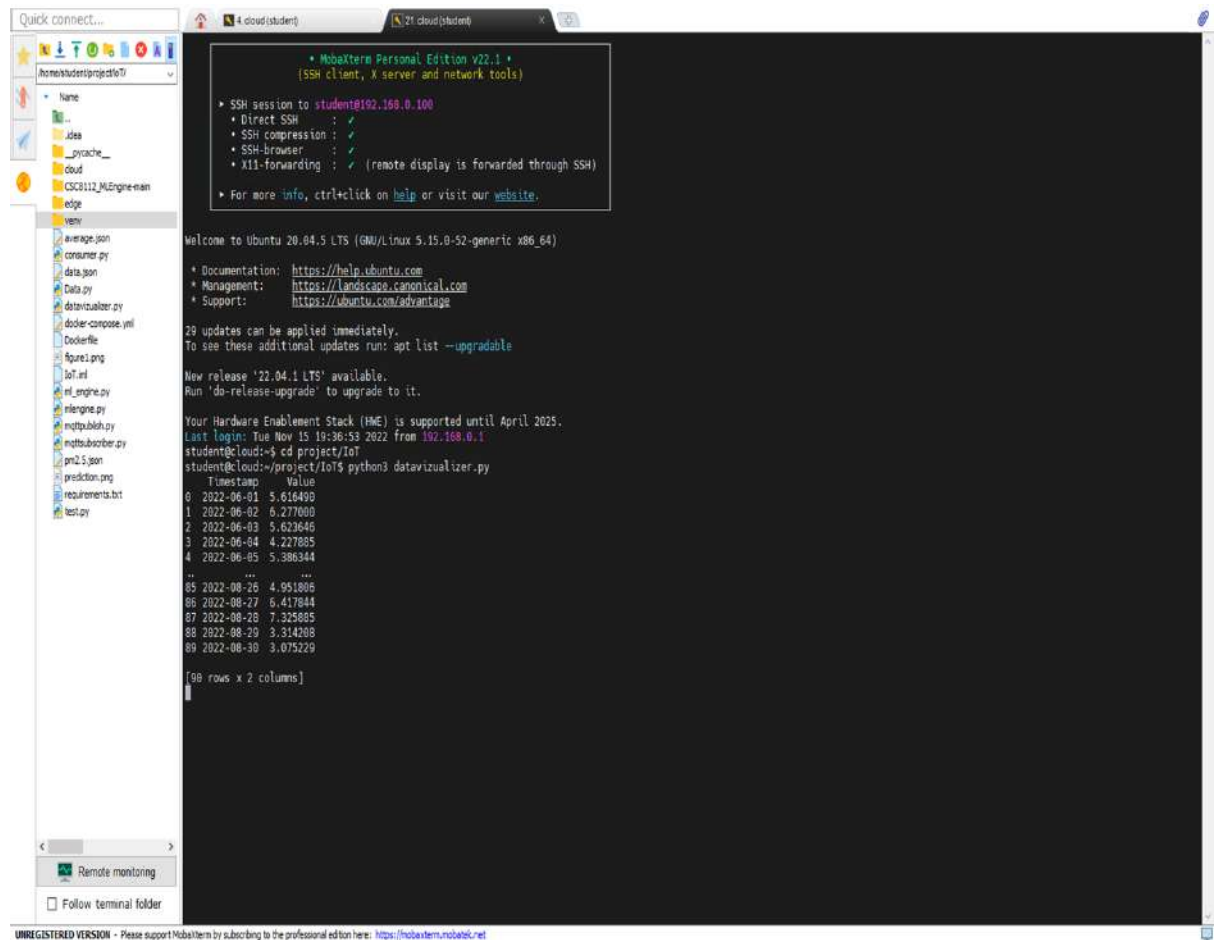 Quick connect...
4. cloud (student)
21. cloud (student)
/home/student/project/IoT/
Name
..
.idea
__pycache__
cloud
CSC8112_MLEngine-main
edge
venv
average.json
consumer.py
data.json
Data.py
datavizualizer.py
docker-compose.yml
Dockerfile
figure1.png
IoT.iml
ml_engine.py
mlengine.py
mqttpublish.py
mqttsubscriber.py
pm2.5.json
prediction.png
requirements.txt
test.py
Remote monitoring
Follow terminal folder
• MobaXterm Personal Edition v22.1 •
(SSH client, X server and network tools)
▸ SSH session to student@192.168.0.100
• Direct SSH : ✓
• SSH compression : ✓
• SSH-browser : ✓
• X11-forwarding : ✓ (remote display is forwarded through SSH)
▸ For more info, ctrl+click on help or visit our website.
Welcome to Ubuntu 20.04.5 LTS (GNU/Linux 5.15.0-52-generic x86_64)
* Documentation: https://help.ubuntu.com
* Management: https://landscape.canonical.com
* Support: https://ubuntu.com/advantage
29 updates can be applied immediately.
To see these additional updates run: apt list --upgradable
New release '22.04.1 LTS' available.
Run 'do-release-upgrade' to upgrade to it.
Your Hardware Enablement Stack (HWE) is supported until April 2025.
Last login: Tue Nov 15 19:36:53 2022 from 192.168.0.1
student@cloud:~$ cd project/IoT
student@cloud:~/project/IoT$ python3 datavizualizer.py
Timestamp Value
0 2022-06-01 5.616490
1 2022-06-02 6.277000
2 2022-06-03 5.623646
3 2022-06-04 4.227885
4 2022-06-05 5.386344
.. ... ...
85 2022-08-26 4.951806
86 2022-08-27 6.417844
87 2022-08-28 7.325885
88 2022-08-29 3.314208
89 2022-08-30 3.075229
[90 rows x 2 columns]
UNREGISTERED VERSION - Please support MobaXterm by subscribing to the professional edition here: https://mobaxterm.mobatek.net